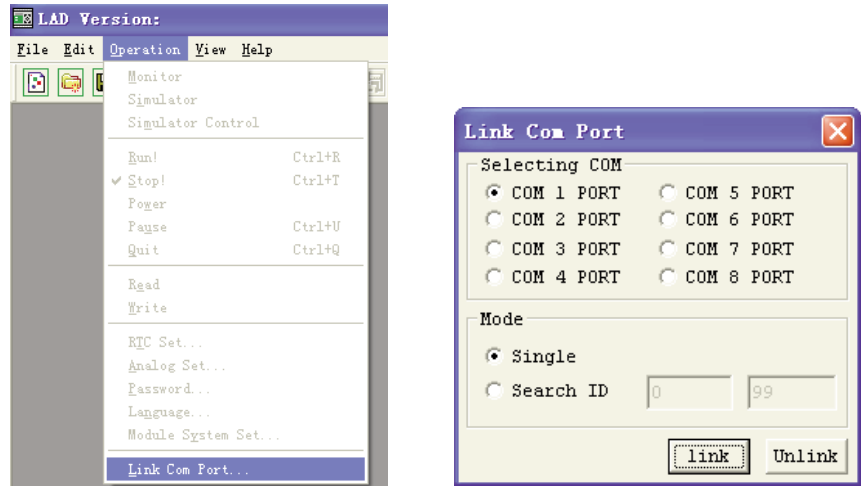 LAD Version:
File Edit Operation View Help
Monitor
Simulator
Simulator Control
Run! Ctrl+R
Stop! Ctrl+T
Power
Pause Ctrl+U
Quit Ctrl+Q
Read
Write
RTC Set...
Analog Set...
Password...
Language...
Module System Set...
Link Com Port...
Link Com Port
Selecting COM
COM 1 PORT COM 5 PORT
COM 2 PORT COM 6 PORT
COM 3 PORT COM 7 PORT
COM 4 PORT COM 8 PORT
Mode
Single
Search ID 0 99
link Unlink